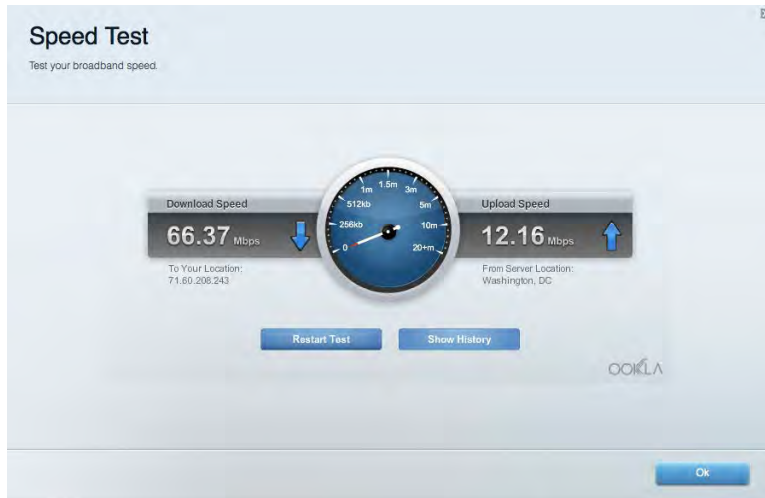 Speed Test
Test your broadband speed.
Download Speed
66.37 Mbps
To Your Location:
71.60.208.243
0
256kb
512kb
1m
1.5m
3m
5m
10m
20+m
Upload Speed
12.16 Mbps
From Server Location:
Washington, DC
Restart Test
Show History
OOKLA
Ok